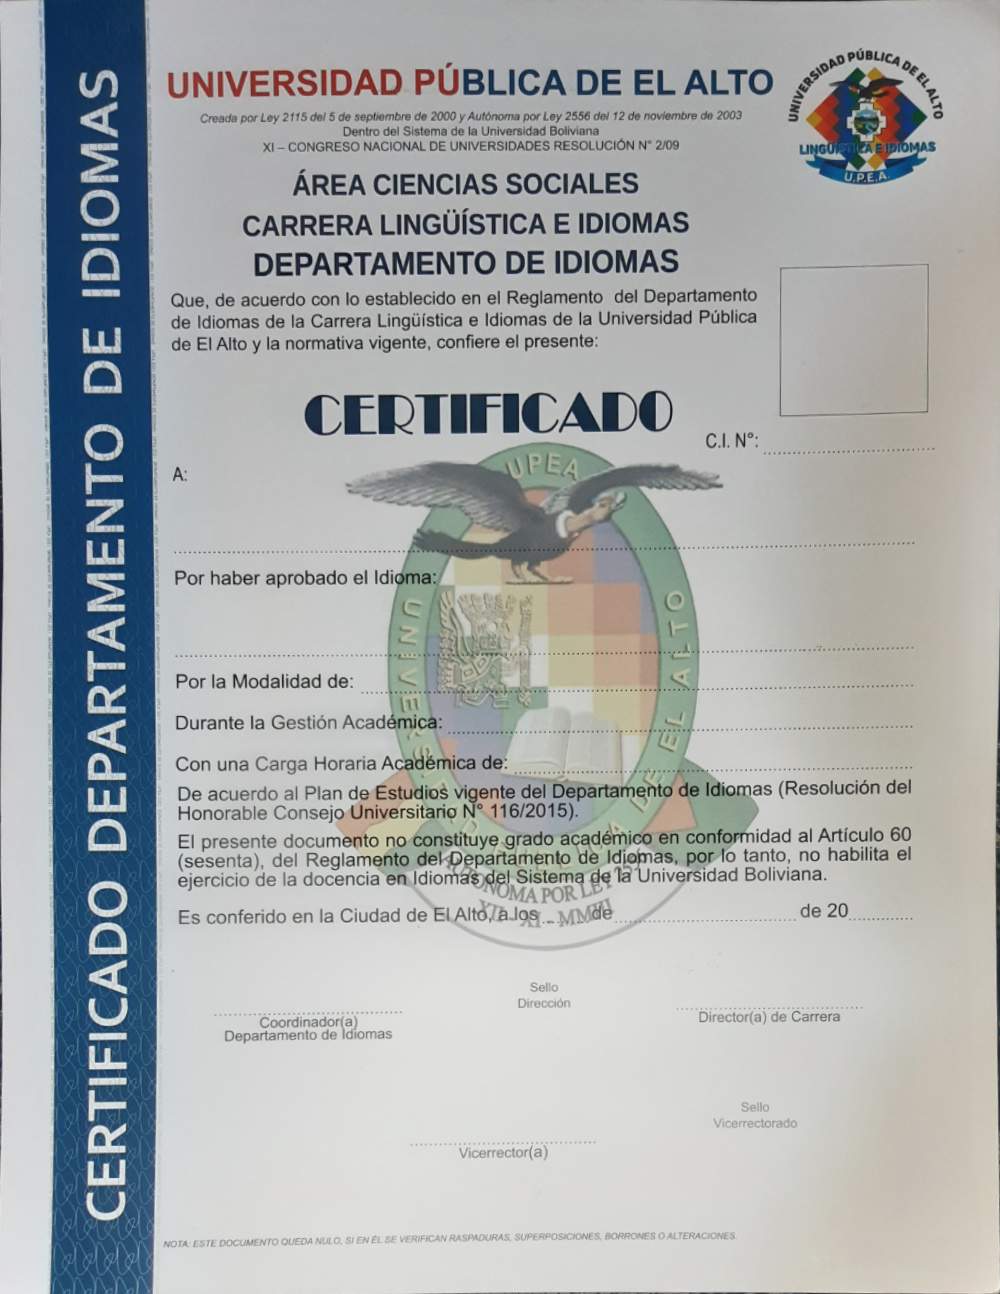 CERTIFICADO DEPARTAMENTO DE IDIOMAS
UNIVERSIDAD PÚBLICA DE EL ALTO
Creada por Ley 2115 del 5 de septiembre de 2000 y Autónoma por Ley 2556 del 12 de noviembre de 2003
Dentro del Sistema de la Universidad Boliviana
XI – CONGRESO NACIONAL DE UNIVERSIDADES RESOLUCIÓN N° 2/09
UNIVERSIDAD PÚBLICA DE EL ALTO
LINGÜÍSTICA E IDIOMAS
U.P.E.A.
ÁREA CIENCIAS SOCIALES
CARRERA LINGÜÍSTICA E IDIOMAS
DEPARTAMENTO DE IDIOMAS
Que, de acuerdo con lo establecido en el Reglamento del Departamento
de Idiomas de la Carrera Lingüística e Idiomas de la Universidad Pública
de El Alto y la normativa vigente, confiere el presente:
CERTIFICADO
C.I. N°:
UPEA
A:
Por haber aprobado el Idioma:
Por la Modalidad de:
Durante la Gestión Académica:
Con una Carga Horaria Académica de:
De acuerdo al Plan de Estudios vigente del Departamento de Idiomas (Resolución del
Honorable Consejo Universitario N° 116/2015).
El presente documento no constituye grado académico en conformidad al Artículo 60
(sesenta), del Reglamento del Departamento de Idiomas, por lo tanto, no habilita el
ejercicio de la docencia en Idiomas del Sistema de la Universidad Boliviana.
AUTÓNOMA POR LEY
Es conferido en la Ciudad de El Alto, a los de de 20
Sello
Dirección
Coordinador(a)
Departamento de Idiomas
Director(a) de Carrera
Sello
Vicerrectorado
Vicerrector(a)
NOTA: ESTE DOCUMENTO QUEDA NULO, SI EN ÉL SE VERIFICAN RASPADURAS, SUPERPOSICIONES, BORRONES O ALTERACIONES.